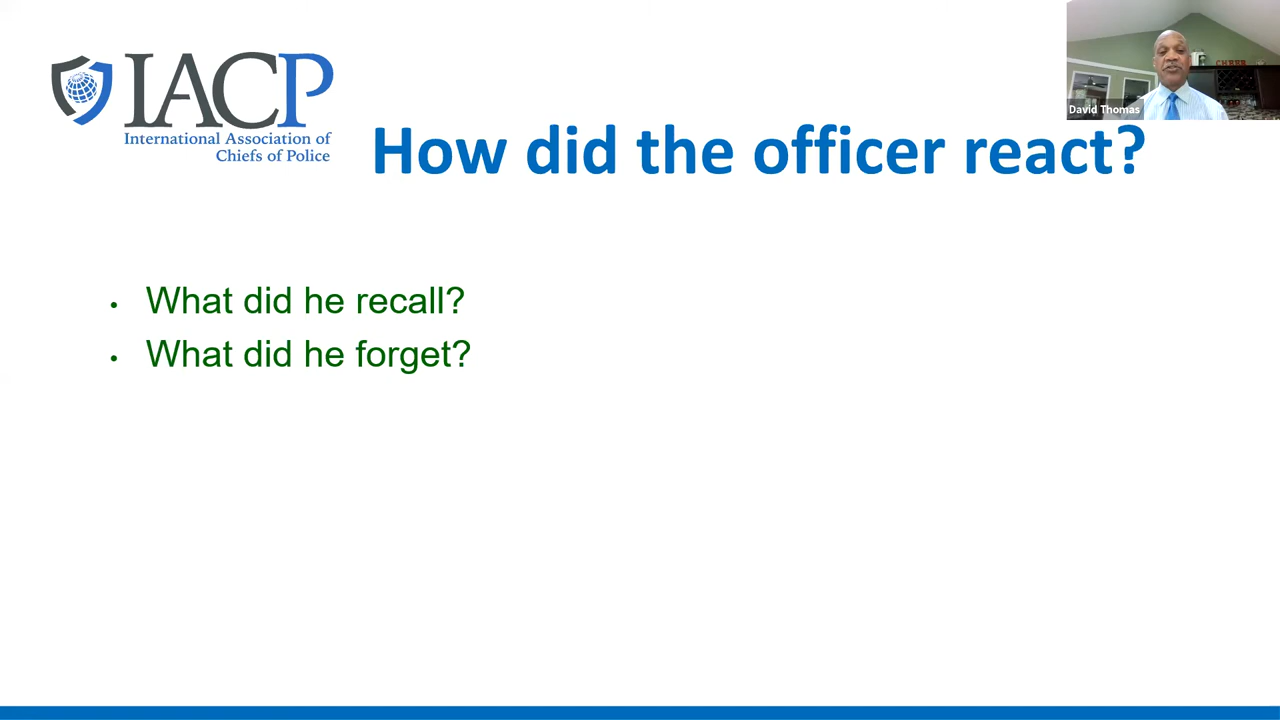 IACP
International Association of
Chiefs of Police
How did the officer react?
• What did he recall?
• What did he forget?
David Thomas